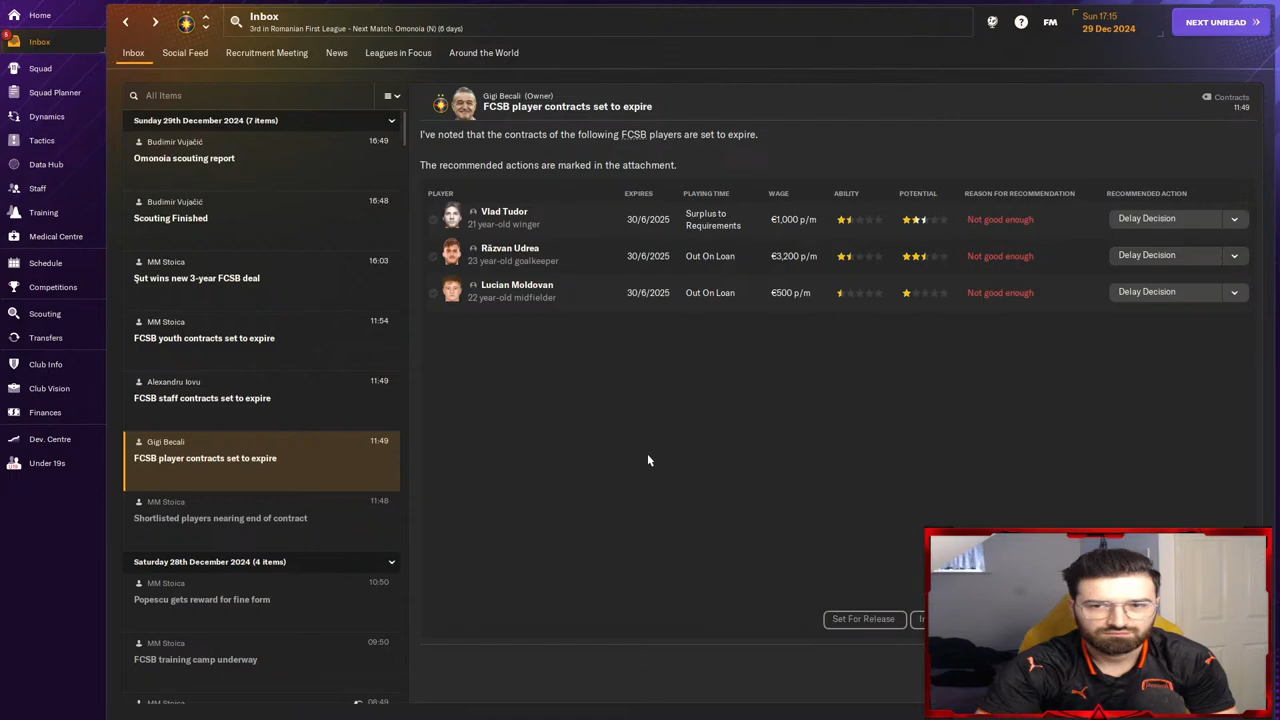 Home
Inbox
3rd in Romanian First League - Next Match: Omonoia (N) (6 days)
FM
Sun 17:15
29 Dec 2024
NEXT UNREAD
5
Inbox
Squad
Squad Planner
Dynamics
Tactics
Data Hub
Staff
Training
Medical Centre
Schedule
Competitions
Scouting
Transfers
Club Info
Club Vision
Finances
Dev. Centre
Under 19s
Inbox
Social Feed
Recruitment Meeting
News
Leagues in Focus
Around the World
All Items
Sunday 29th December 2024 (7 items)
Budimir Vujačić 16:49
Omonoia scouting report
Budimir Vujačić 16:48
Scouting Finished
MM Stoica 16:03
Şut wins new 3-year FCSB deal
MM Stoica 11:54
FCSB youth contracts set to expire
Alexandru Iovu 11:49
FCSB staff contracts set to expire
Gigi Becali 11:49
FCSB player contracts set to expire
MM Stoica 11:48
Shortlisted players nearing end of contract
Saturday 28th December 2024 (4 items)
MM Stoica 10:50
Popescu gets reward for fine form
MM Stoica 09:50
FCSB training camp underway
MM Stoica 08:49
Gigi Becali (Owner)
FCSB player contracts set to expire
Contracts
11:49
I've noted that the contracts of the following FCSB players are set to expire.
The recommended actions are marked in the attachment.
PLAYER EXPIRES PLAYING TIME WAGE ABILITY POTENTIAL REASON FOR RECOMMENDATION RECOMMENDED ACTION
Vlad Tudor
21 year-old winger
30/6/2025
Surplus to
Requirements
€1,000 p/m
Not good enough
Delay Decision
Răzvan Udrea
23 year-old goalkeeper
30/6/2025
Out On Loan
€3,200 p/m
Not good enough
Delay Decision
Lucian Moldovan
22 year-old midfielder
30/6/2025
Out On Loan
€500 p/m
Not good enough
Delay Decision
Set For Release